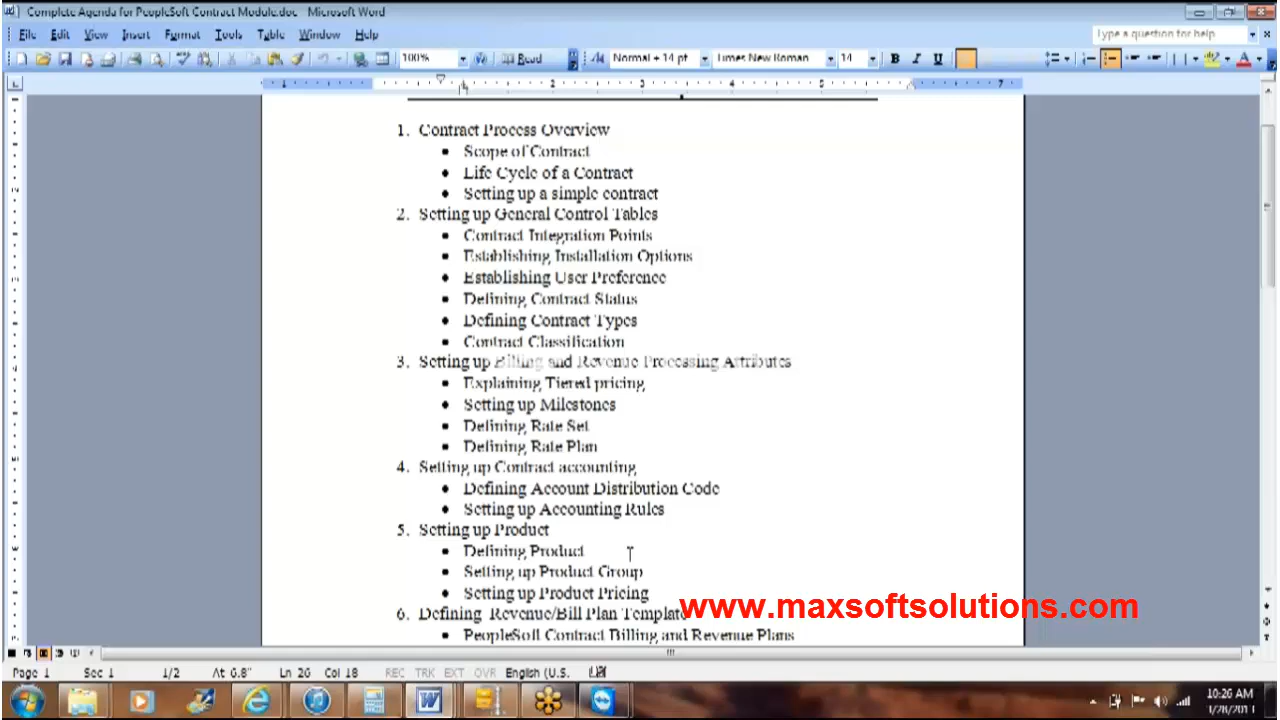 Complete Agenda for PeopleSoft Contract Module.doc - Microsoft Word
File Edit View Insert Format Tools Table Window Help
Type a question for help
100% Read Normal + 14 pt Times New Roman 14 B I U A
1 2 3 4 5 7
1. Contract Process Overview
• Scope of Contract
• Life Cycle of a Contract
• Setting up a simple contract
2. Setting up General Control Tables
• Contract Integration Points
• Establishing Installation Options
• Establishing User Preference
• Defining Contract Status
• Defining Contract Types
• Contract Classification
3. Setting up Billing and Revenue Processing Attributes
• Explaining Tiered pricing
• Setting up Milestones
• Defining Rate Set
• Defining Rate Plan
4. Setting up Contract accounting
• Defining Account Distribution Code
• Setting up Accounting Rules
5. Setting up Product
• Defining Product
• Setting up Product Group
• Setting up Product Pricing
6. Defining Revenue/Bill Plan Template
www.maxsoftsolutions.com
• PeopleSoft Contract Billing and Revenue Plans
Page 1 Sec 1 1/2 At 6.8" Ln 26 Col 18 REC TRK EXT OVR English (U.S.
10:26 AM